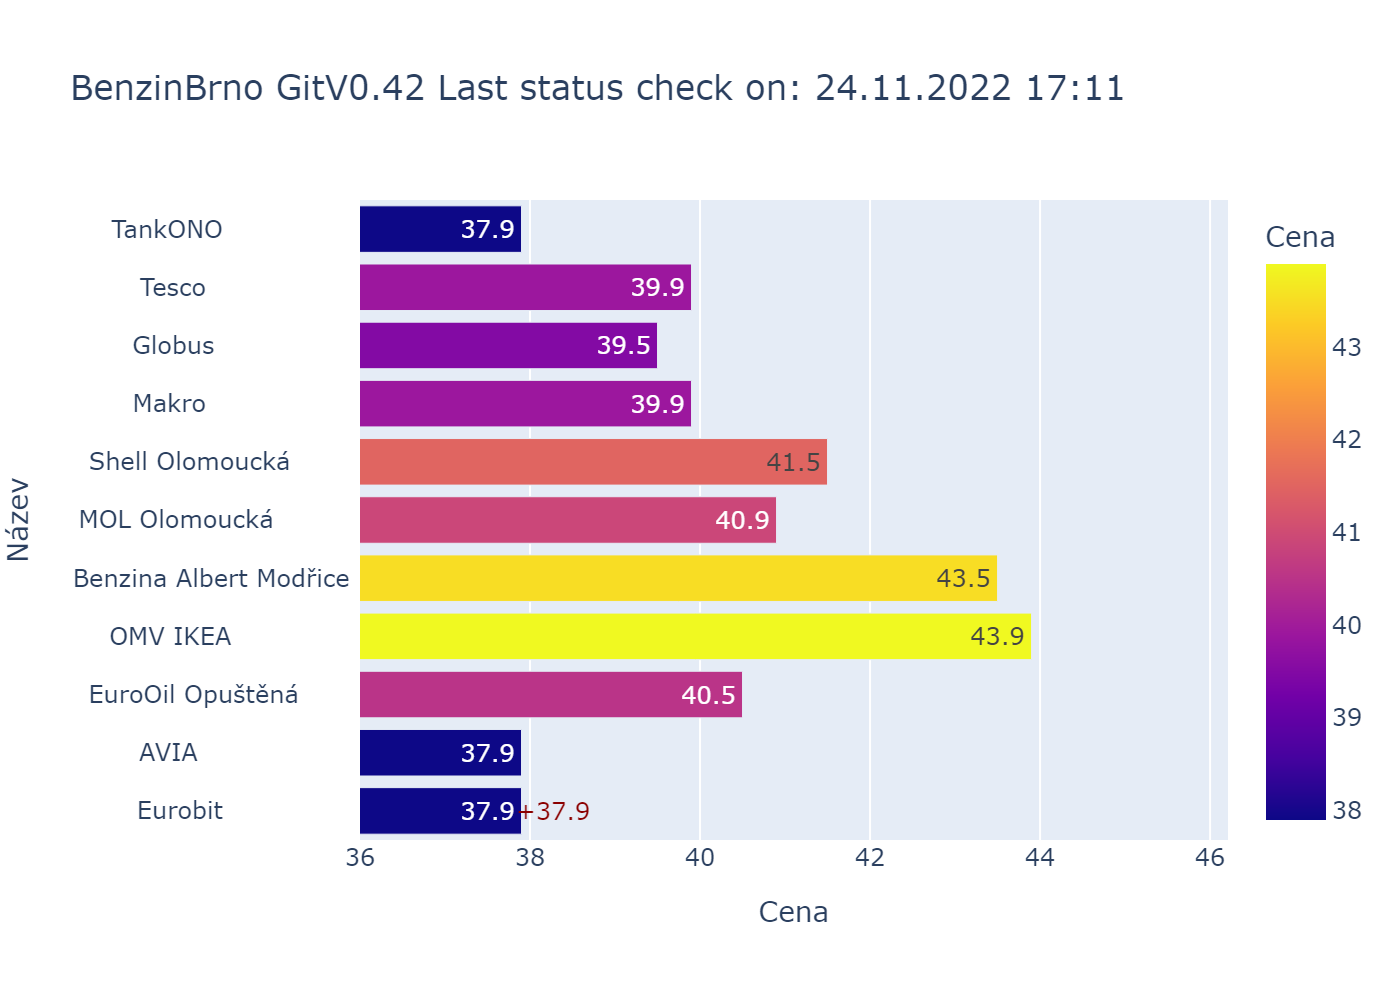 BenzinBrno GitV0.42 Last status check on: 24.11.2022 17:11
Název
TankONO 37.9
Tesco 39.9
Globus 39.5
Makro 39.9
Shell Olomoucká 41.5
MOL Olomoucká 40.9
Benzina Albert Modřice 43.5
OMV IKEA 43.9
EuroOil Opuštěná 40.5
AVIA 37.9
Eurobit 37.9 +37.9
36 38 40 42 44 46
Cena
Cena
43
42
41
40
39
38